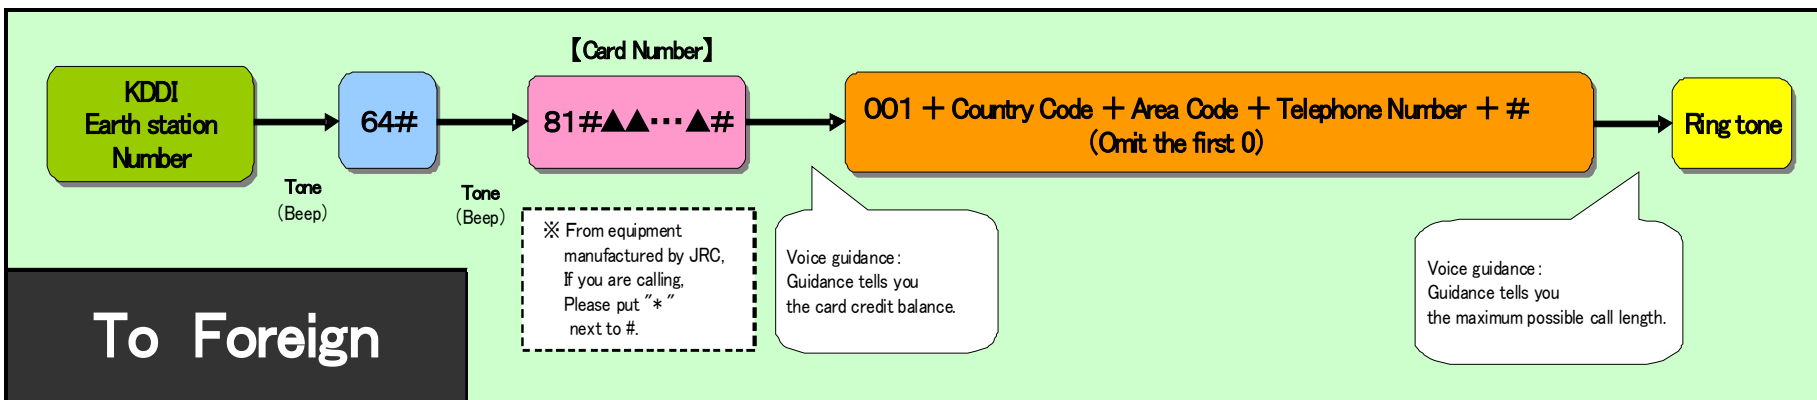 【Card Number】
KDDI
Earth station
Number
Tone
(Beep)
64#
Tone
(Beep)
81#▲▲…▲#
※ From equipment
manufactured by JRC,
If you are calling,
Please put "*"
next to #.
001 + Country Code + Area Code + Telephone Number + #
(Omit the first 0)
Voice guidance:
Guidance tells you
the card credit balance.
Ring tone
Voice guidance:
Guidance tells you
the maximum possible call length.
To Foreign